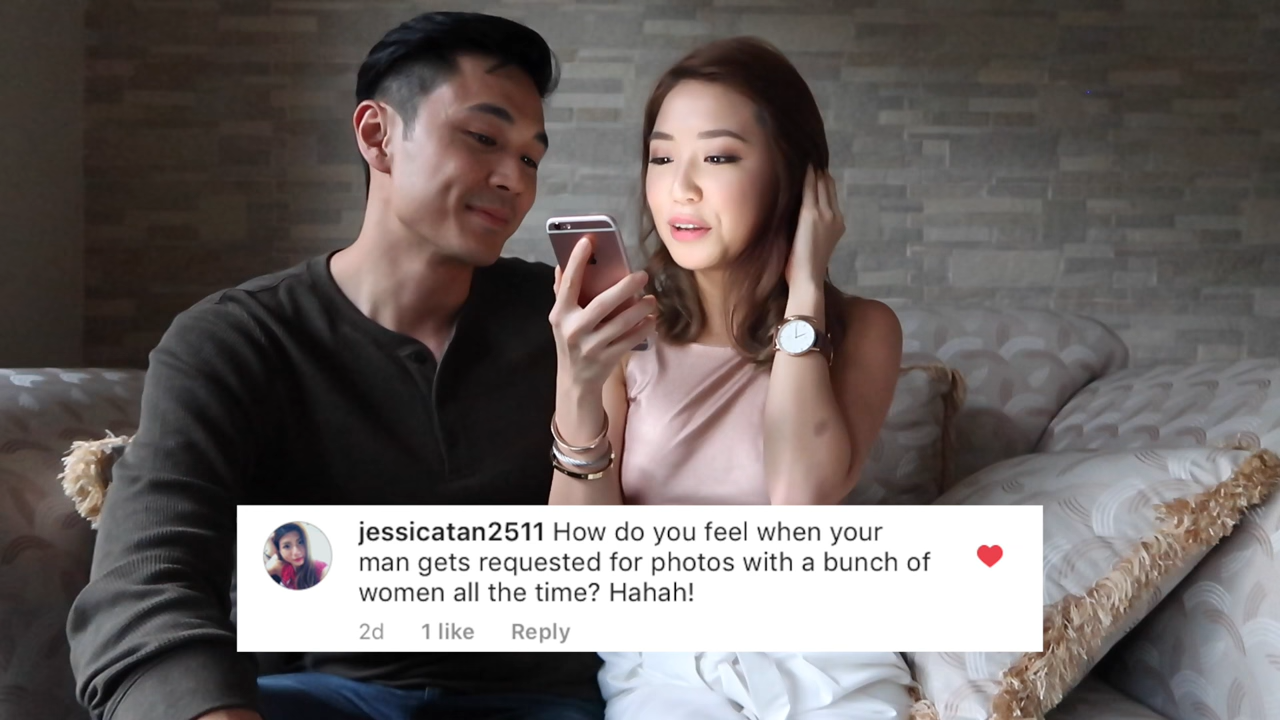 jessicatan2511 How do you feel when your
man gets requested for photos with a bunch of
women all the time? Hahah!
2d 1 like Reply